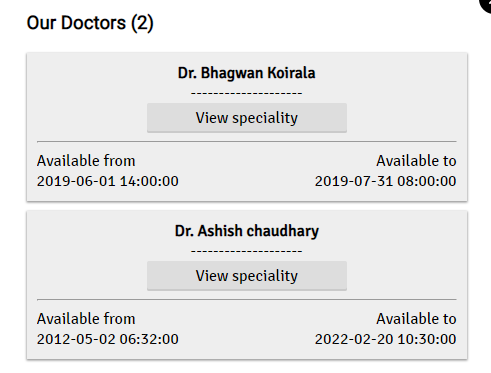 Our Doctors (2)
Dr. Bhagwan Koirala
--------------------
View speciality
Available from Available to
2019-06-01 14:00:00 2019-07-31 08:00:00
Dr. Ashish chaudhary
--------------------
View speciality
Available from Available to
2012-05-02 06:32:00 2022-02-20 10:30:00